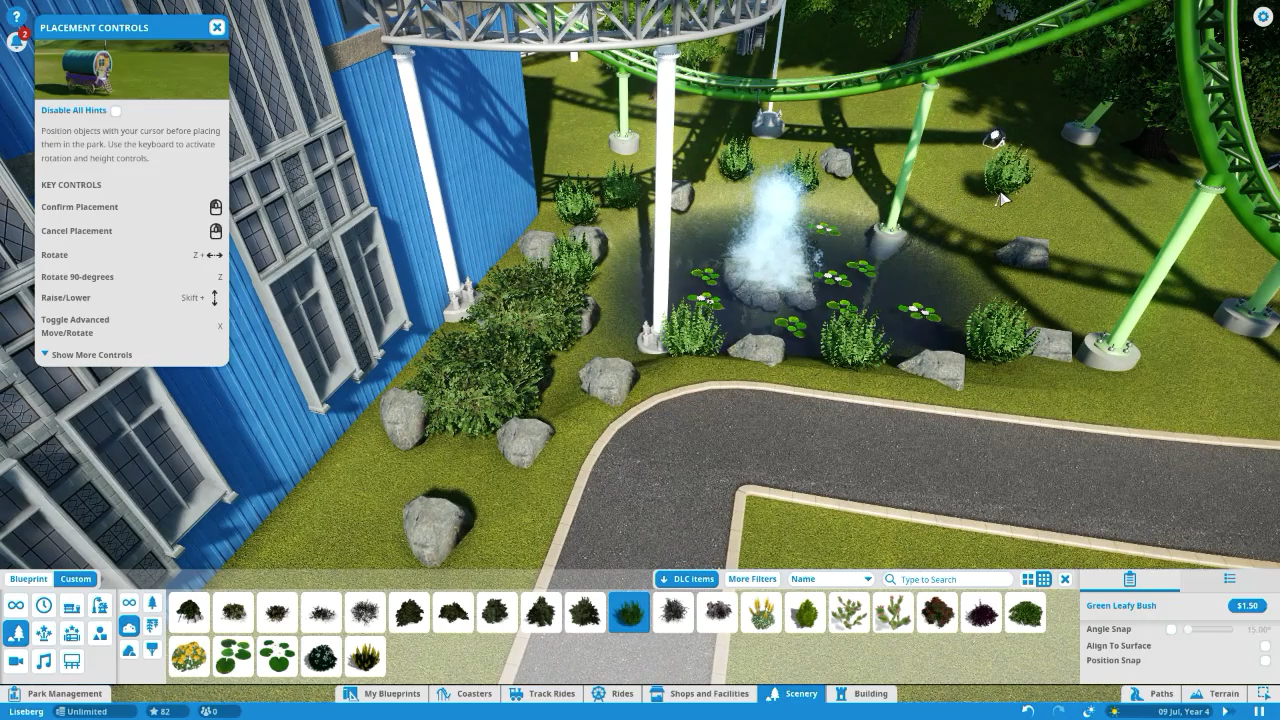 ?
2
PLACEMENT CONTROLS
Disable All Hints
Position objects with your cursor before placing
them in the park. Use the keyboard to activate
rotation and height controls.
KEY CONTROLS
Confirm Placement
Cancel Placement
Rotate Z +
Rotate 90-degrees Z
Raise/Lower Skift +
Toggle Advanced
Move/Rotate X
Show More Controls
Blueprint Custom
DLC items More Filters Name Type to Search
Green Leafy Bush $1.50
Angle Snap 15.00°
Align To Surface
Position Snap
Park Management My Blueprints Coasters Track Rides Rides Shops and Facilities Scenery Building Paths Terrain
Liseberg Unlimited 82 0 09 Jul, Year 4